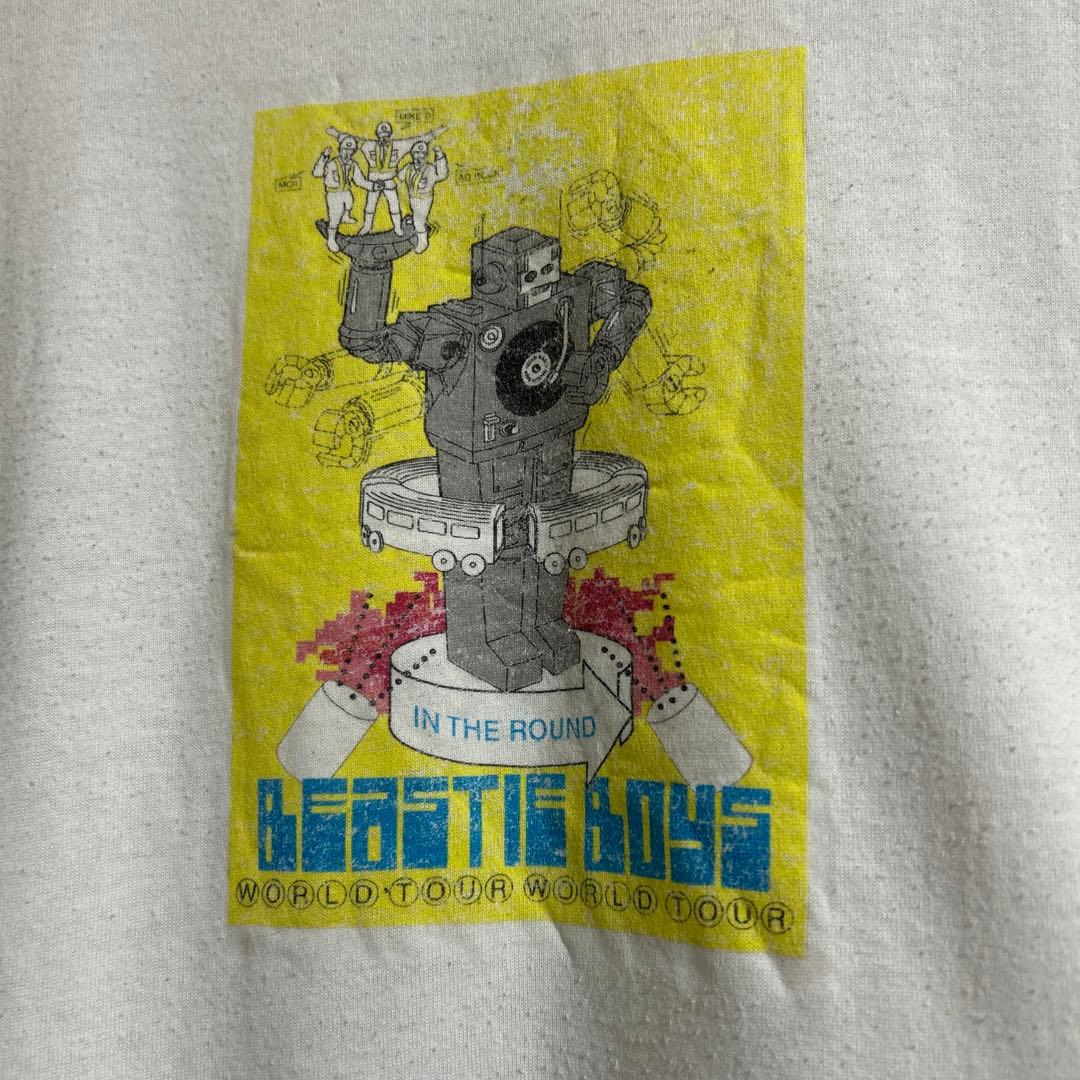 MIKE D
MCA
AD ROCK
IN THE ROUND
BEASTIE BOYS
WORLD TOUR WORLD TOUR